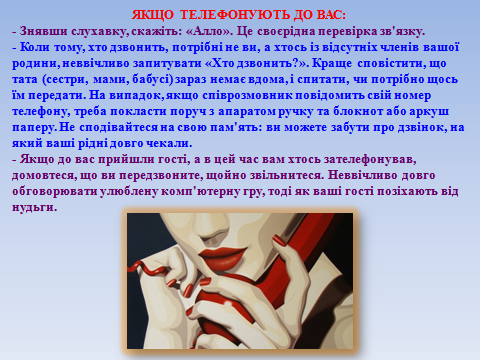 ЯКЩО ТЕЛЕФОНУЮТЬ ДО ВАС:
- Знявши слухавку, скажіть: «Алло». Це своєрідна перевірка зв'язку.
- Коли тому, хто дзвонить, потрібні не ви, а хтось із відсутніх членів вашої
родини, неввічливо запитувати «Хто дзвонить?». Краще сповістити, що
тата (сестри, мами, бабусі) зараз немає вдома, і спитати, чи потрібно щось
їм передати. На випадок, якщо співрозмовник повідомить свій номер
телефону, треба покласти поруч з апаратом ручку та блокнот або аркуш
паперу. Не сподівайтеся на свою пам'ять: ви можете забути про дзвінок, на
який ваші рідні довго чекали.
- Якщо до вас прийшли гості, а в цей час вам хтось зателефонував,
домовтеся, що ви передзвоните, щойно звільнитеся. Неввічливо довго
обговорювати улюблену комп'ютерну гру, тоді як ваші гості позіхають від
нудьги.